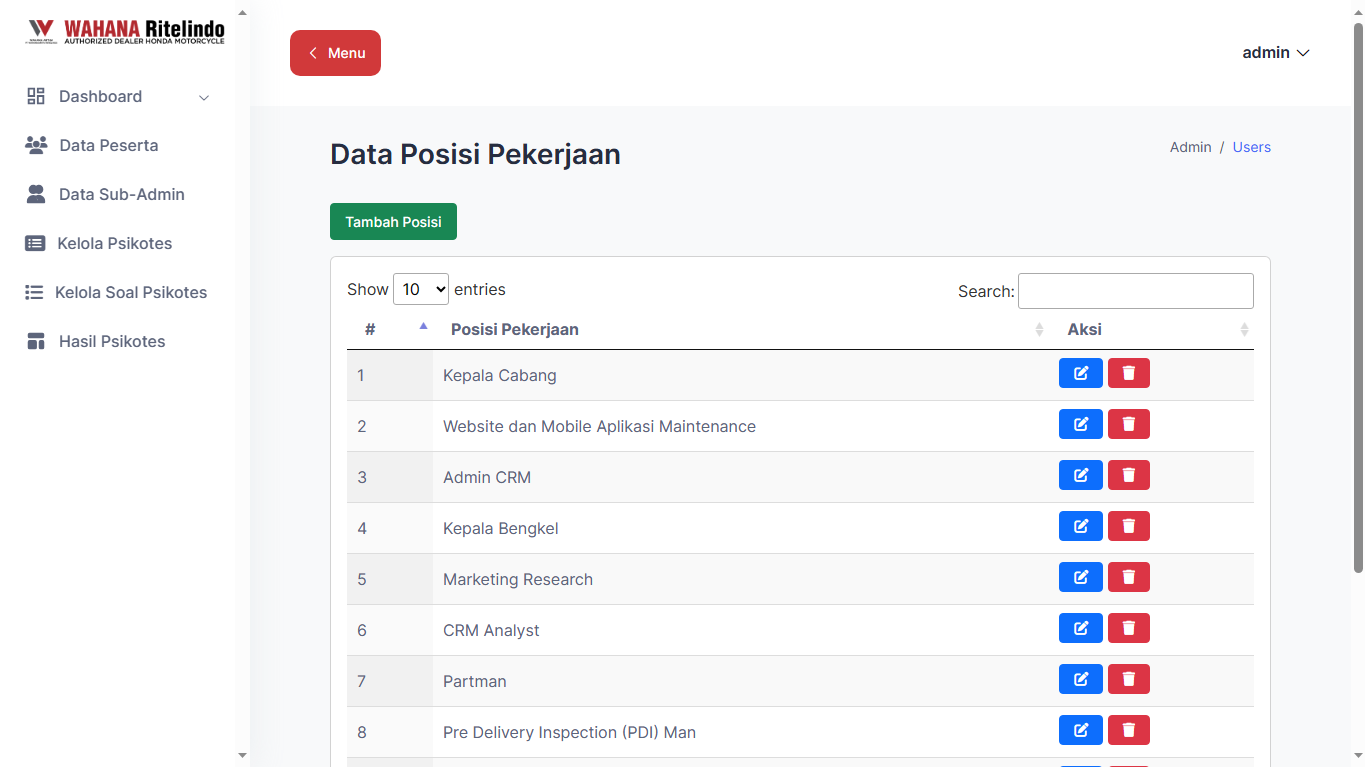 WAHANA Ritelindo
AUTHORIZED DEALER HONDA MOTORCYCLE
Dashboard
Data Peserta
Data Sub-Admin
Kelola Psikotes
Kelola Soal Psikotes
Hasil Psikotes
Menu
admin
Data Posisi Pekerjaan
Admin / Users
Tambah Posisi
Show 10 entries
Search:
# Posisi Pekerjaan Aksi
1 Kepala Cabang
2 Website dan Mobile Aplikasi Maintenance
3 Admin CRM
4 Kepala Bengkel
5 Marketing Research
6 CRM Analyst
7 Partman
8 Pre Delivery Inspection (PDI) Man